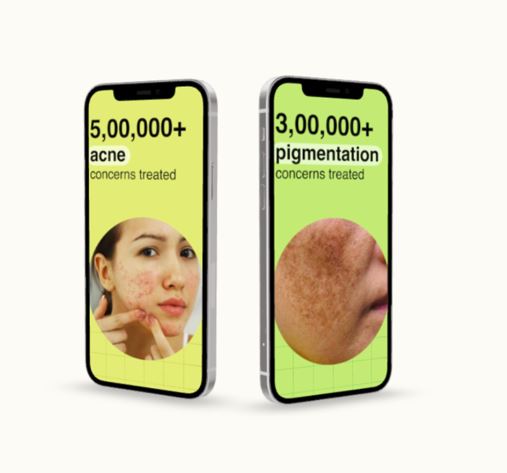 5,00,000+
acne
concerns treated
3,00,000+
pigmentation
concerns treated